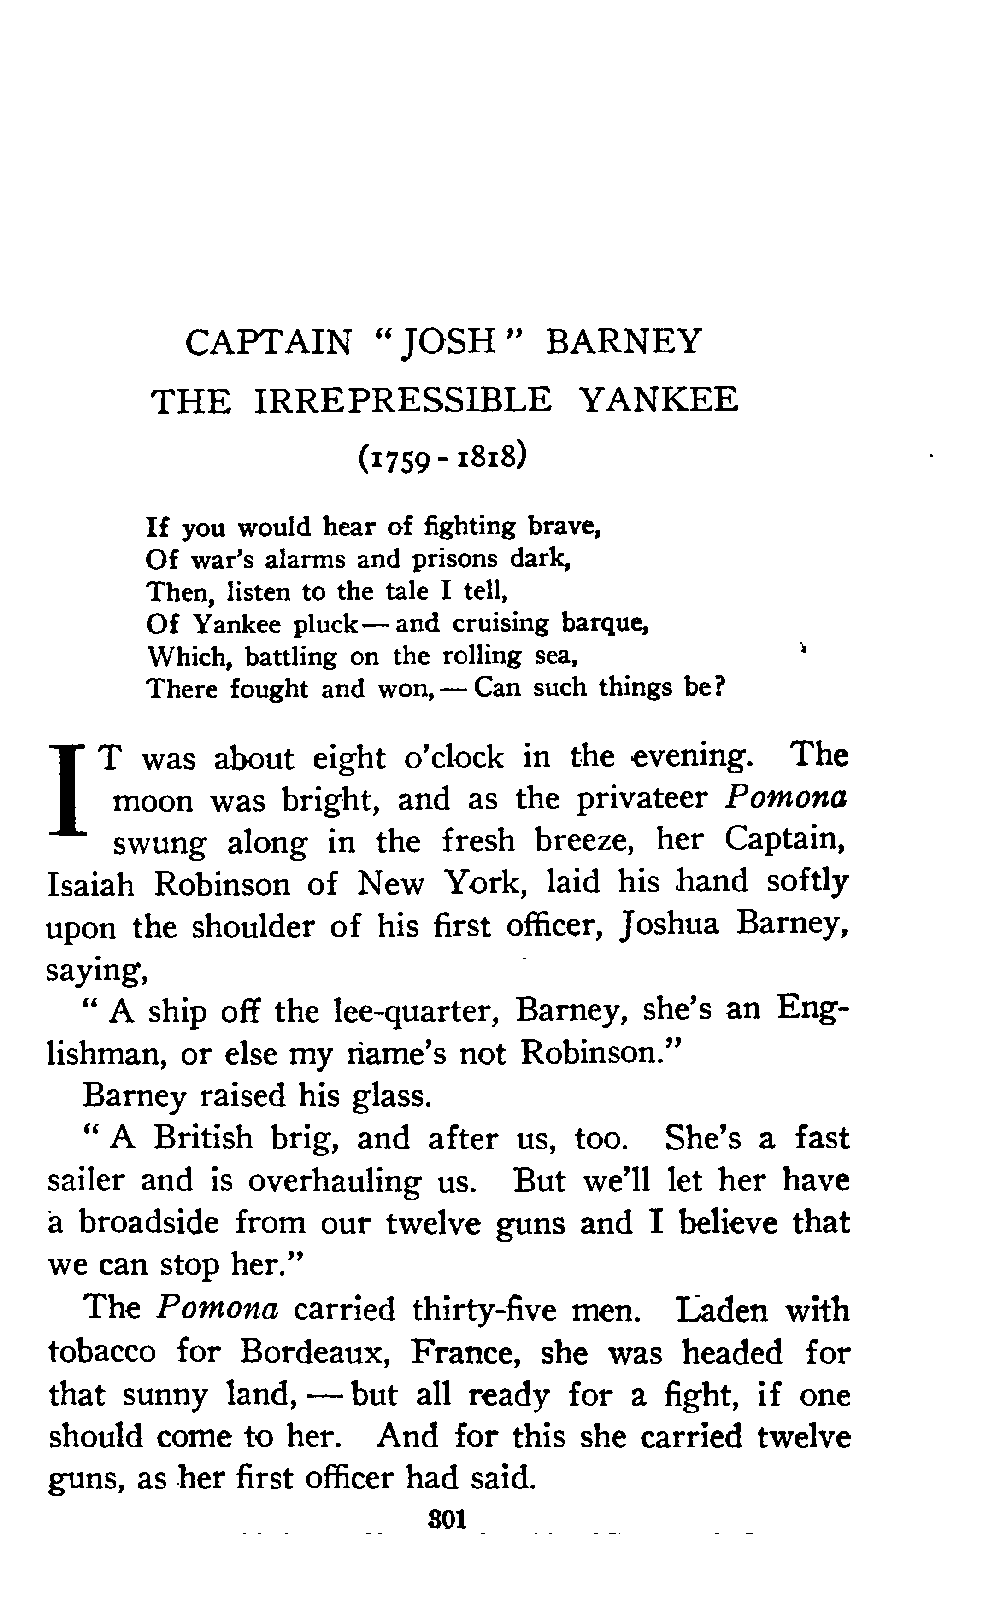 CAPTAIN “JOSH” BARNEY
THE IRREPRESSIBLE YANKEE
(1759-1818)
If you would hear of fighting brave,
Of war's alarms and prisons dark,
Then, listen to the tale I tell,
Of Yankee pluck— and cruising barque,
Which, battling on the rolling sea,
There fought and won,— Can such things be?
IT was about eight o'clock in the evening. The
moon was bright, and as the privateer Pomona
swung along in the fresh breeze, her Captain,
Isaiah Robinson of New York, laid his hand softly
upon the shoulder of his first officer, Joshua Barney,
saying,
“ A ship off the lee-quarter, Barney, she's an Eng-
lishman, or else my name's not Robinson.”
Barney raised his glass.
“ A British brig, and after us, too. She's a fast
sailer and is overhauling us. But we'll let her have
a broadside from our twelve guns and I believe that
we can stop her.”
The Pomona carried thirty-five men. Laden with
tobacco for Bordeaux, France, she was headed for
that sunny land, — but all ready for a fight, if one
should come to her. And for this she carried twelve
guns, as her first officer had said.
301